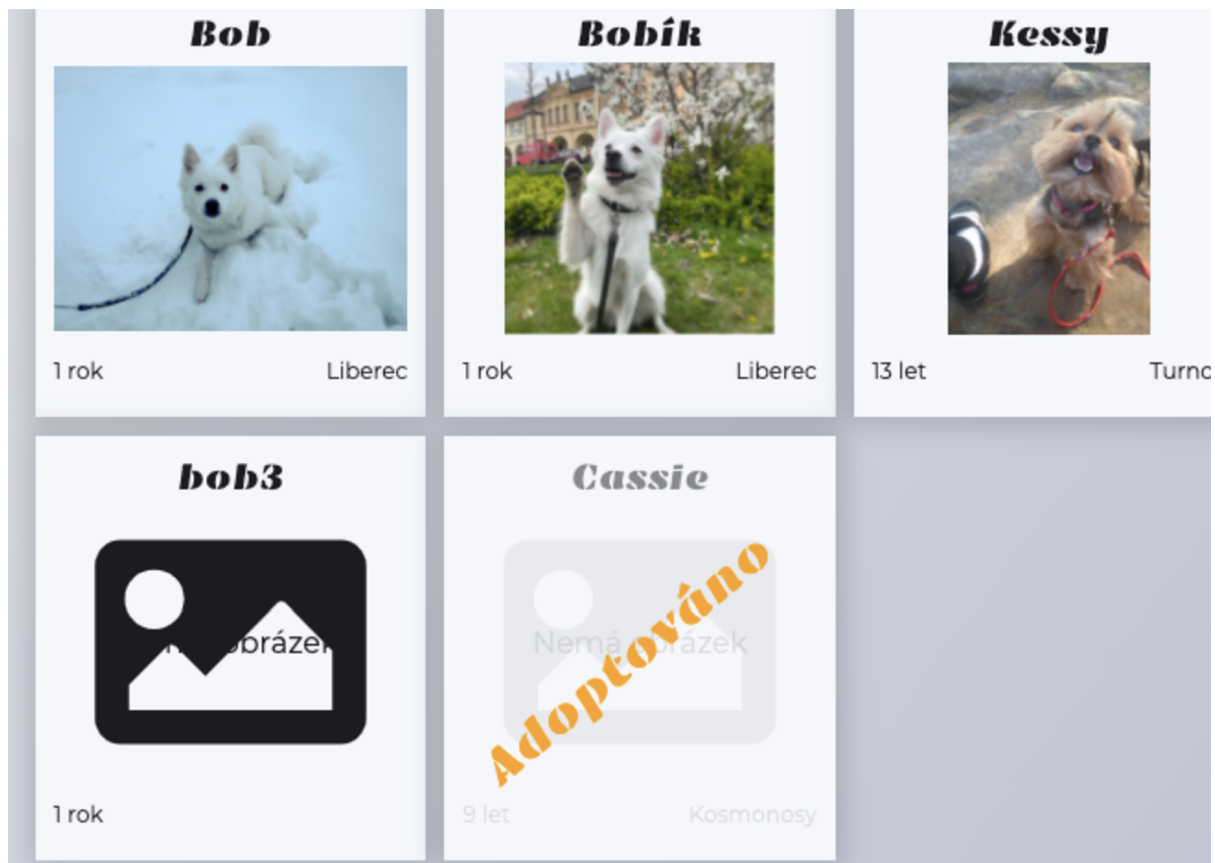 Bob
Bobík
Kessy
1 rok
Liberec
1 rok
Liberec
13 let
bob3
Cassie
obrázek
Nemá obrázek
Adoptováno
1 rok
9 let
Kosmonosy